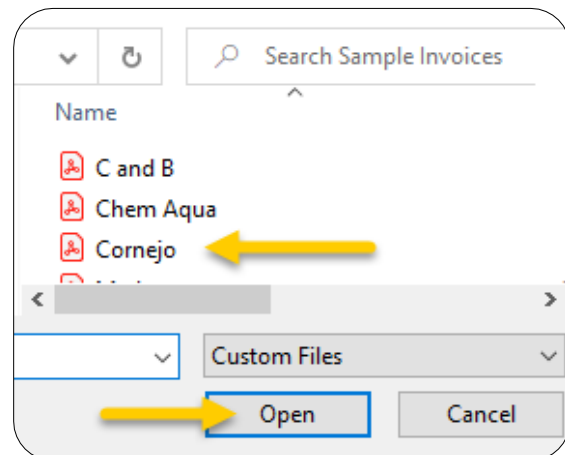 Search Sample Invoices
Name
C and B
Chem Aqua
Cornejo
Custom Files
Open Cancel